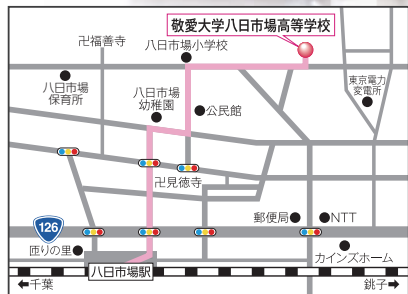 敬愛大学八日市場高等学校
卍福善寺
八日市場小学校
八日市場
保育所
八日市場
幼稚園
公民館
東京電力
変電所
卍見徳寺
126
郵便局
NTT
匝りの里
カインズホーム
八日市場駅
千葉
銚子